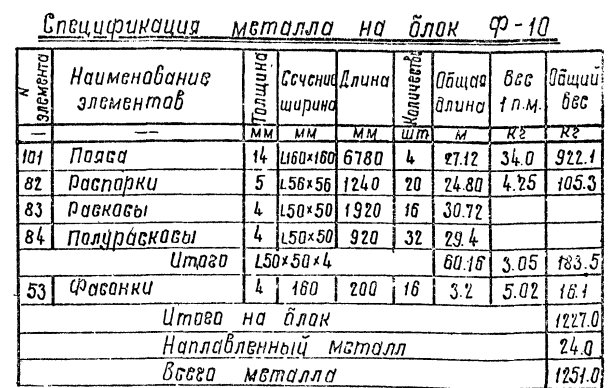 Спецификация металла на блок Ф-10
N элемента Наименование элементов Толщина Сечение ширина Длина Количество Общая длина Вес 1 п.м. Общий вес
— — мм мм мм шт м кг кг
101 Пояса 14 L160×160 6780 4 27.12 34.0 922.1
82 Распорки 5 L56×56 1240 20 24.80 4.25 105.3
83 Раскосы 4 L50×50 1920 16 30.72
84 Полураскосы 4 L50×50 920 32 29.4
Итого L50×50×4 60.16 3.05 183.5
53 Фасонки 4 160 200 16 3.2 5.02 16.1
Итого на блок 1227.0
Наплавленный металл 24.0
Всего металла 1251.0